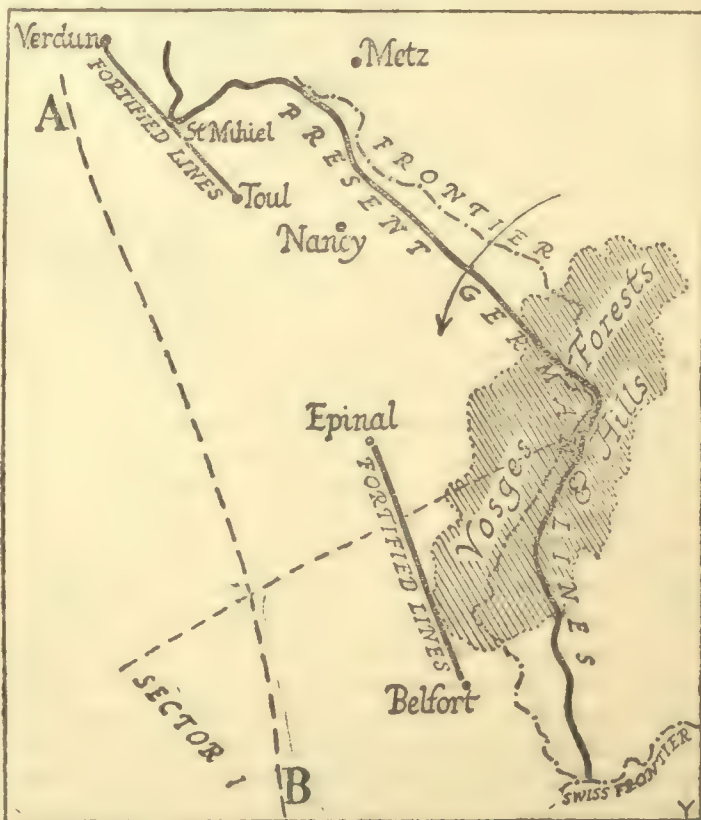 Verdun
Metz
A
FORTIFIED LINES
St Mihiel
PRESENT GERMAN LINES
FRONTIER
Toul
Nancy
Forests
Vosges
& Hills
Epinal
FORTIFIED LINES
Belfort
SECTOR I
B
SWISS FRONTIER
Y